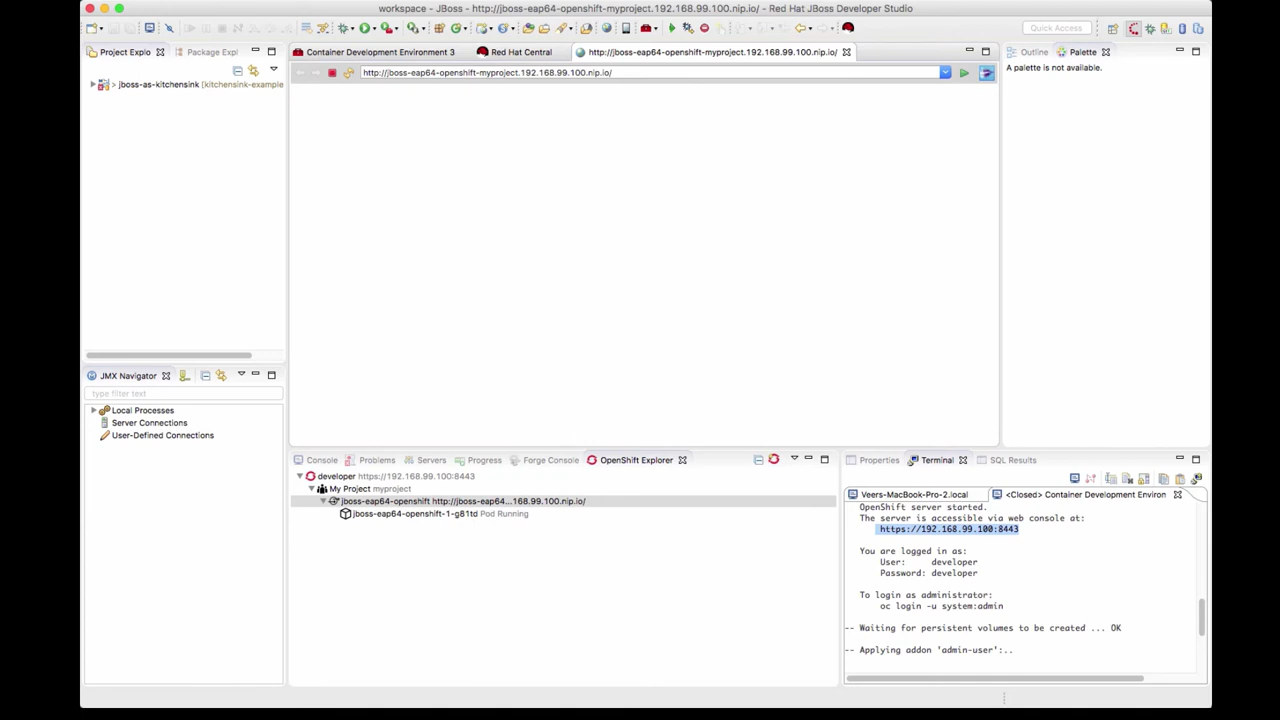 workspace - JBoss - http://jboss-eap64-openshift-myproject.192.168.99.100.nip.io/ - Red Hat JBoss Developer Studio
Quick Access
Project Explo
Package Expl
Container Development Environment 3
Red Hat Central
http://jboss-eap64-openshift-myproject.192.168.99.100.nip.io/
Outline
Palette
http://jboss-eap64-openshift-myproject.192.168.99.100.nip.io/
A palette is not available.
> jboss-as-kitchensink (kitchensink-example
JMX Navigator
type filter text
Local Processes
Server Connections
User-Defined Connections
Console
Problems
Servers
Progress
Forge Console
OpenShift Explorer
developer https://192.168.99.100:8443
My Project myproject
jboss-eap64-openshift http://jboss-eap64...168.99.100.nip.io/
jboss-eap64-openshift-1-g81td Pod Running
Properties
Terminal
SQL Results
Veers-MacBook-Pro-2.local
<Closed> Container Development Environ
OpenShift server started.
The server is accessible via web console at:
https://192.168.99.100:8443
You are logged in as:
User: developer
Password: developer
To login as administrator:
oc login -u system:admin
-- Waiting for persistent volumes to be created ... OK
-- Applying addon 'admin-user':..